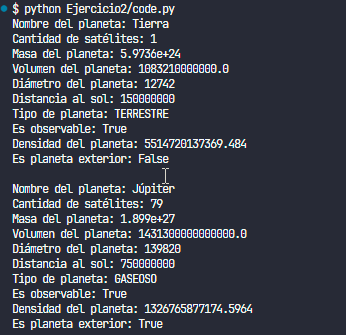 $ python Ejercicio2/code.py
Nombre del planeta: Tierra
Cantidad de satélites: 1
Masa del planeta: 5.9736e+24
Volumen del planeta: 1083210000000.0
Diámetro del planeta: 12742
Distancia al sol: 150000000
Tipo de planeta: TERRESTRE
Es observable: True
Densidad del planeta: 5514720137369.484
Es planeta exterior: False
Nombre del planeta: Júpiter
Cantidad de satélites: 79
Masa del planeta: 1.899e+27
Volumen del planeta: 1431300000000000.0
Diámetro del planeta: 139820
Distancia al sol: 750000000
Tipo de planeta: GASEOSO
Es observable: True
Densidad del planeta: 1326765877174.5964
Es planeta exterior: True